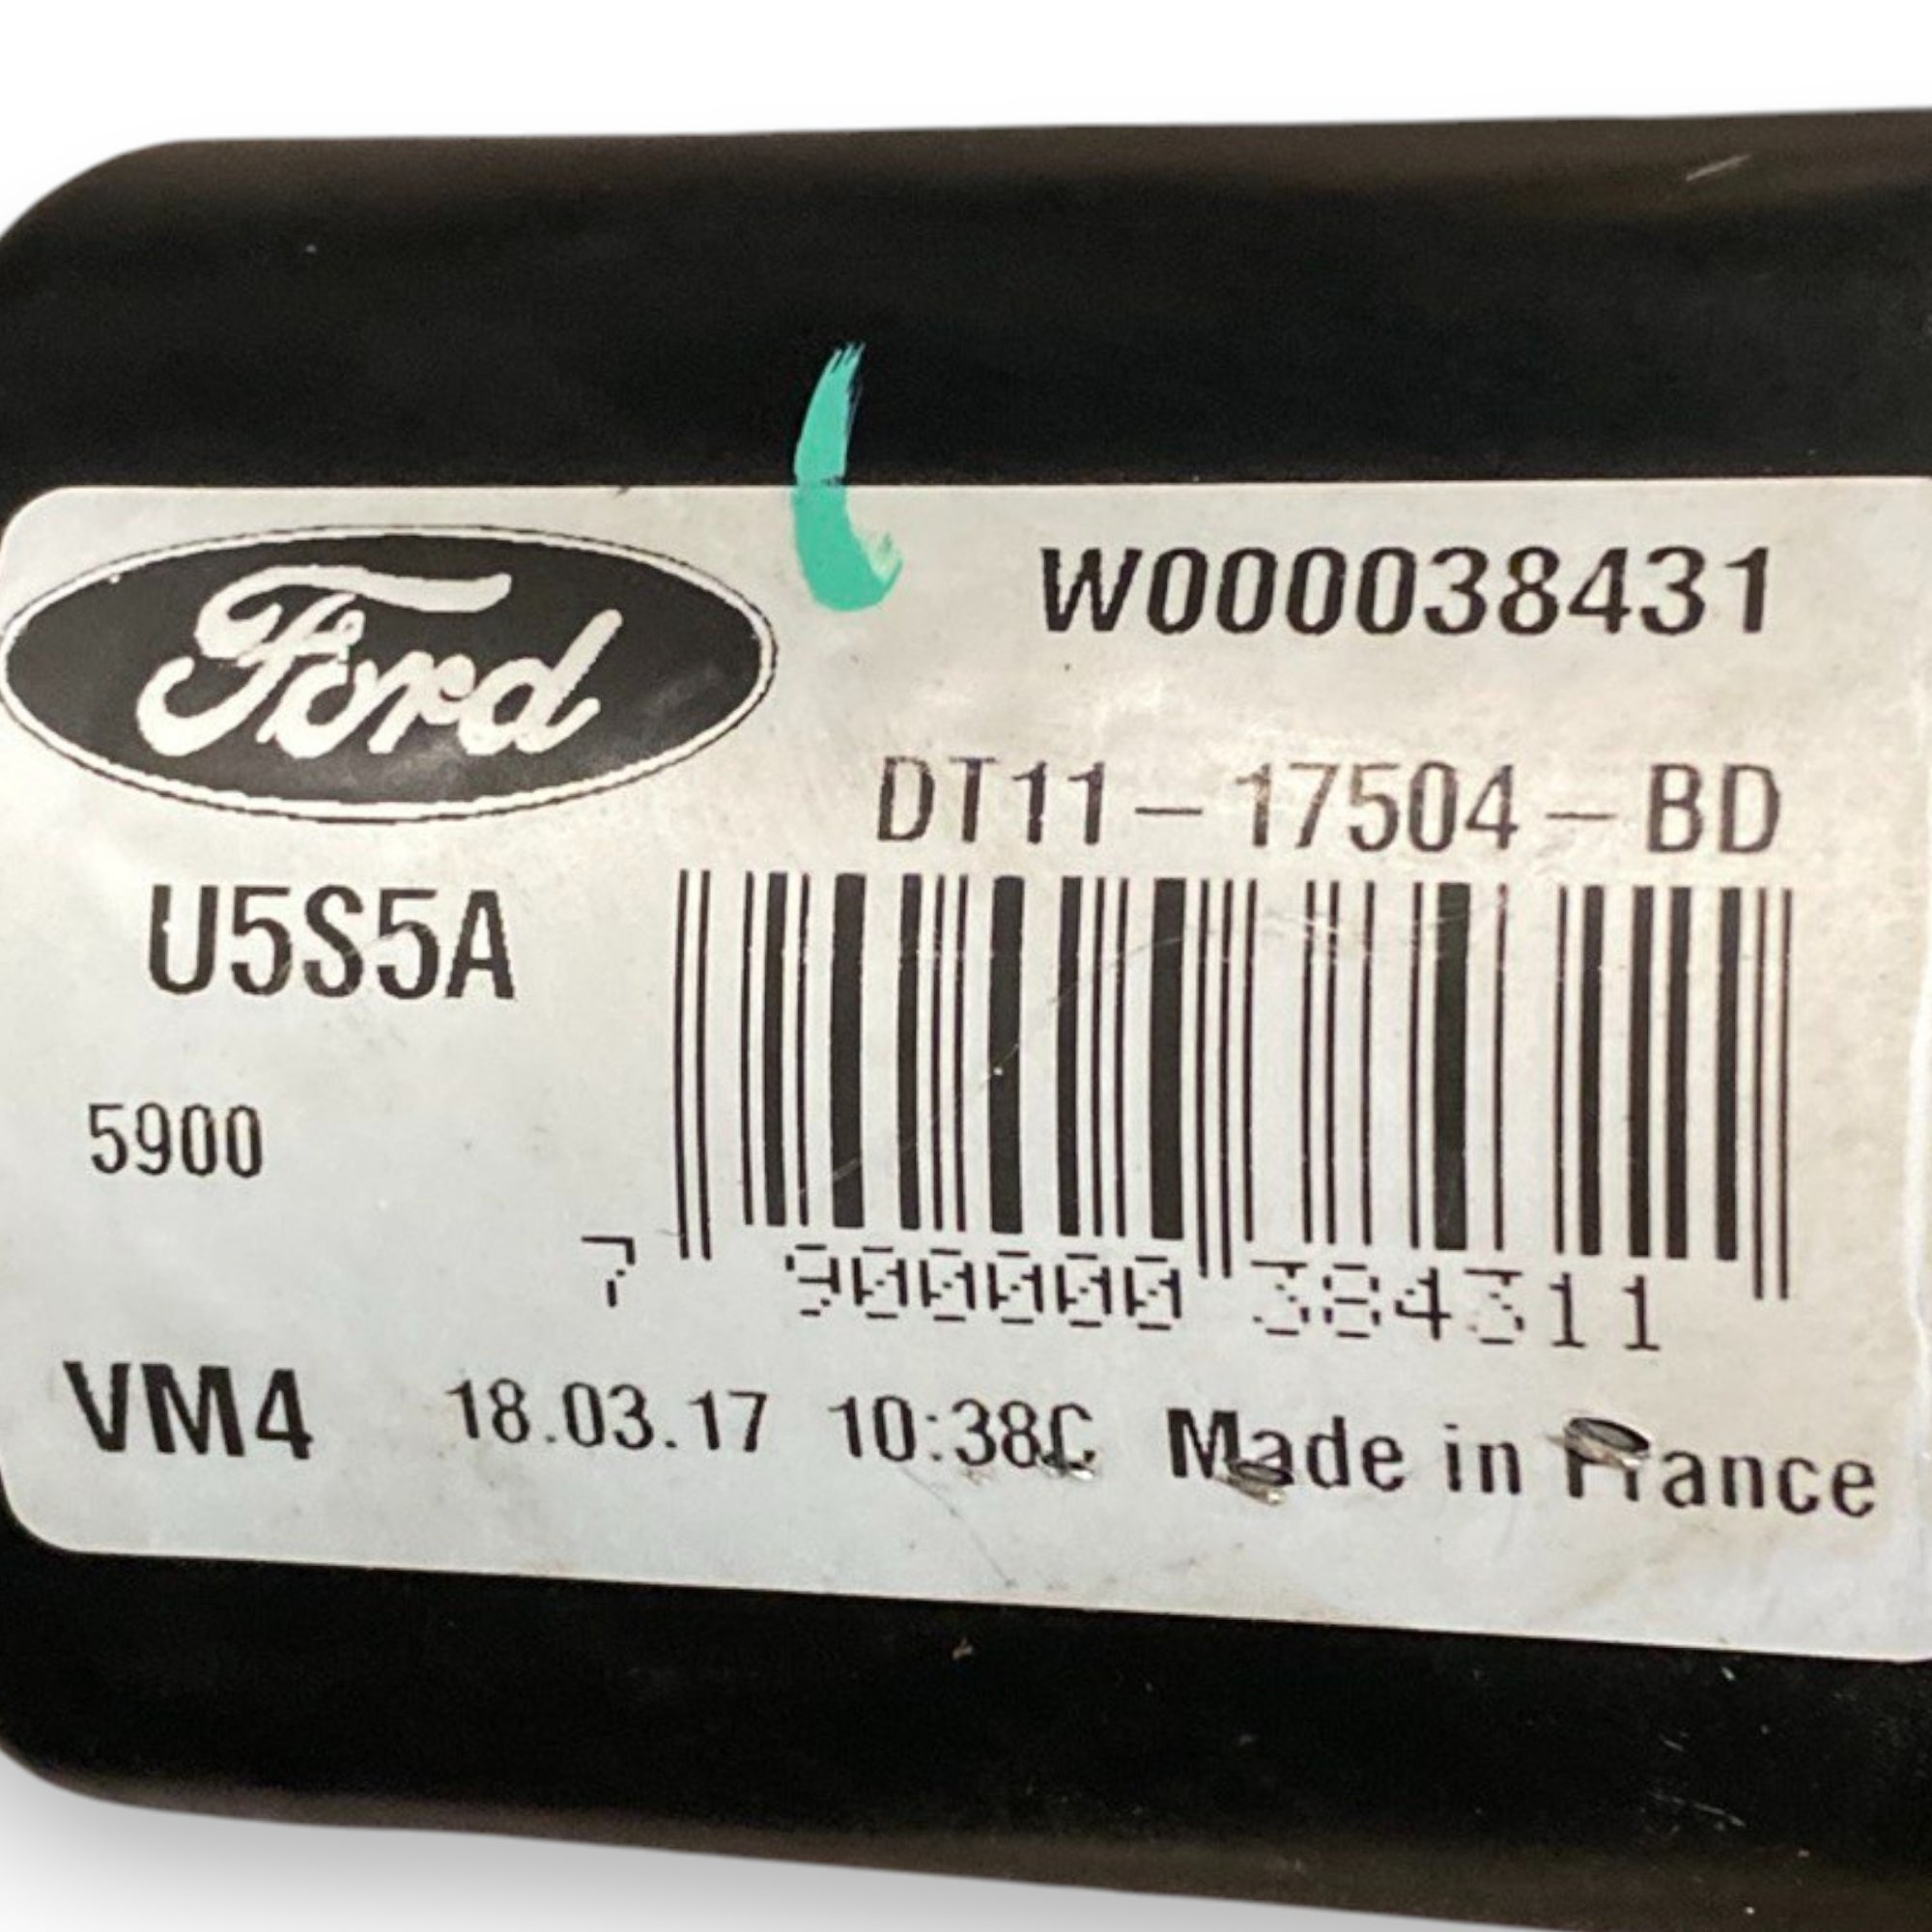 Ford
W000038431
DT11-17504-BD
U5S5A
5900
7 900000 384311
VM4 18.03.17 10:38C Made in France